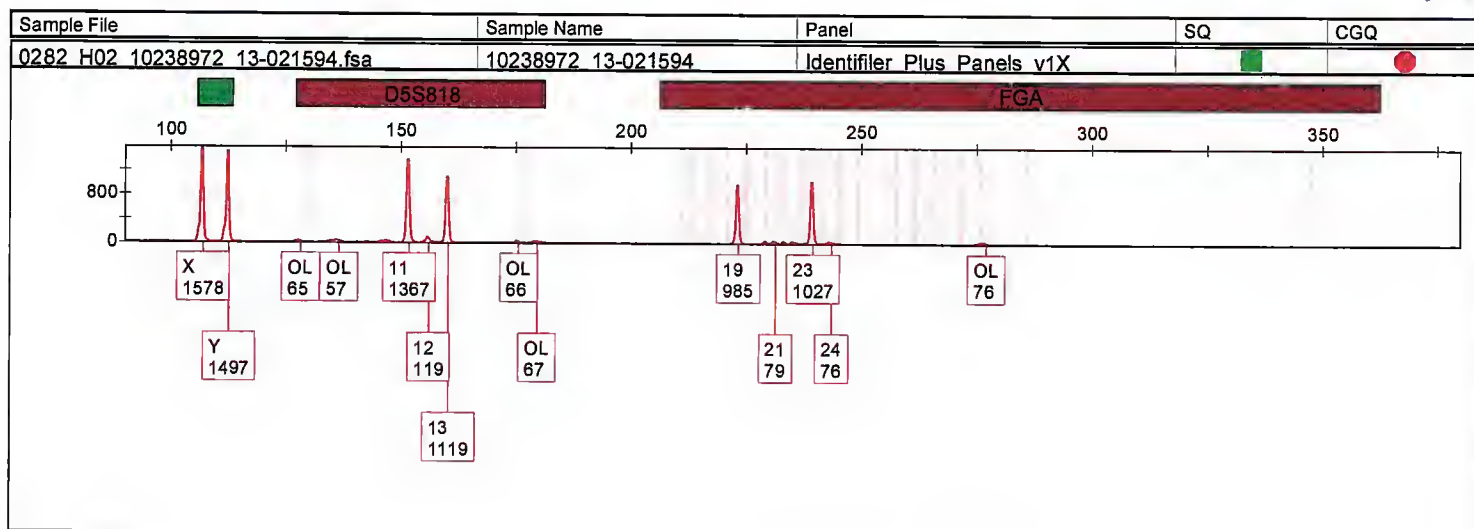 Sample File Sample Name Panel SQ CGQ
0282_H02_10238972_13-021594.fsa 10238972_13-021594 Identifiler_Plus_Panels_v1X
D5S818 FGA
100 150 200 250 300 350
800
0
X OL OL 11 OL 19 23 OL
1578 65 57 1367 66 985 1027 76
Y 12 OL 21 24
1497 119 67 79 76
13
1119